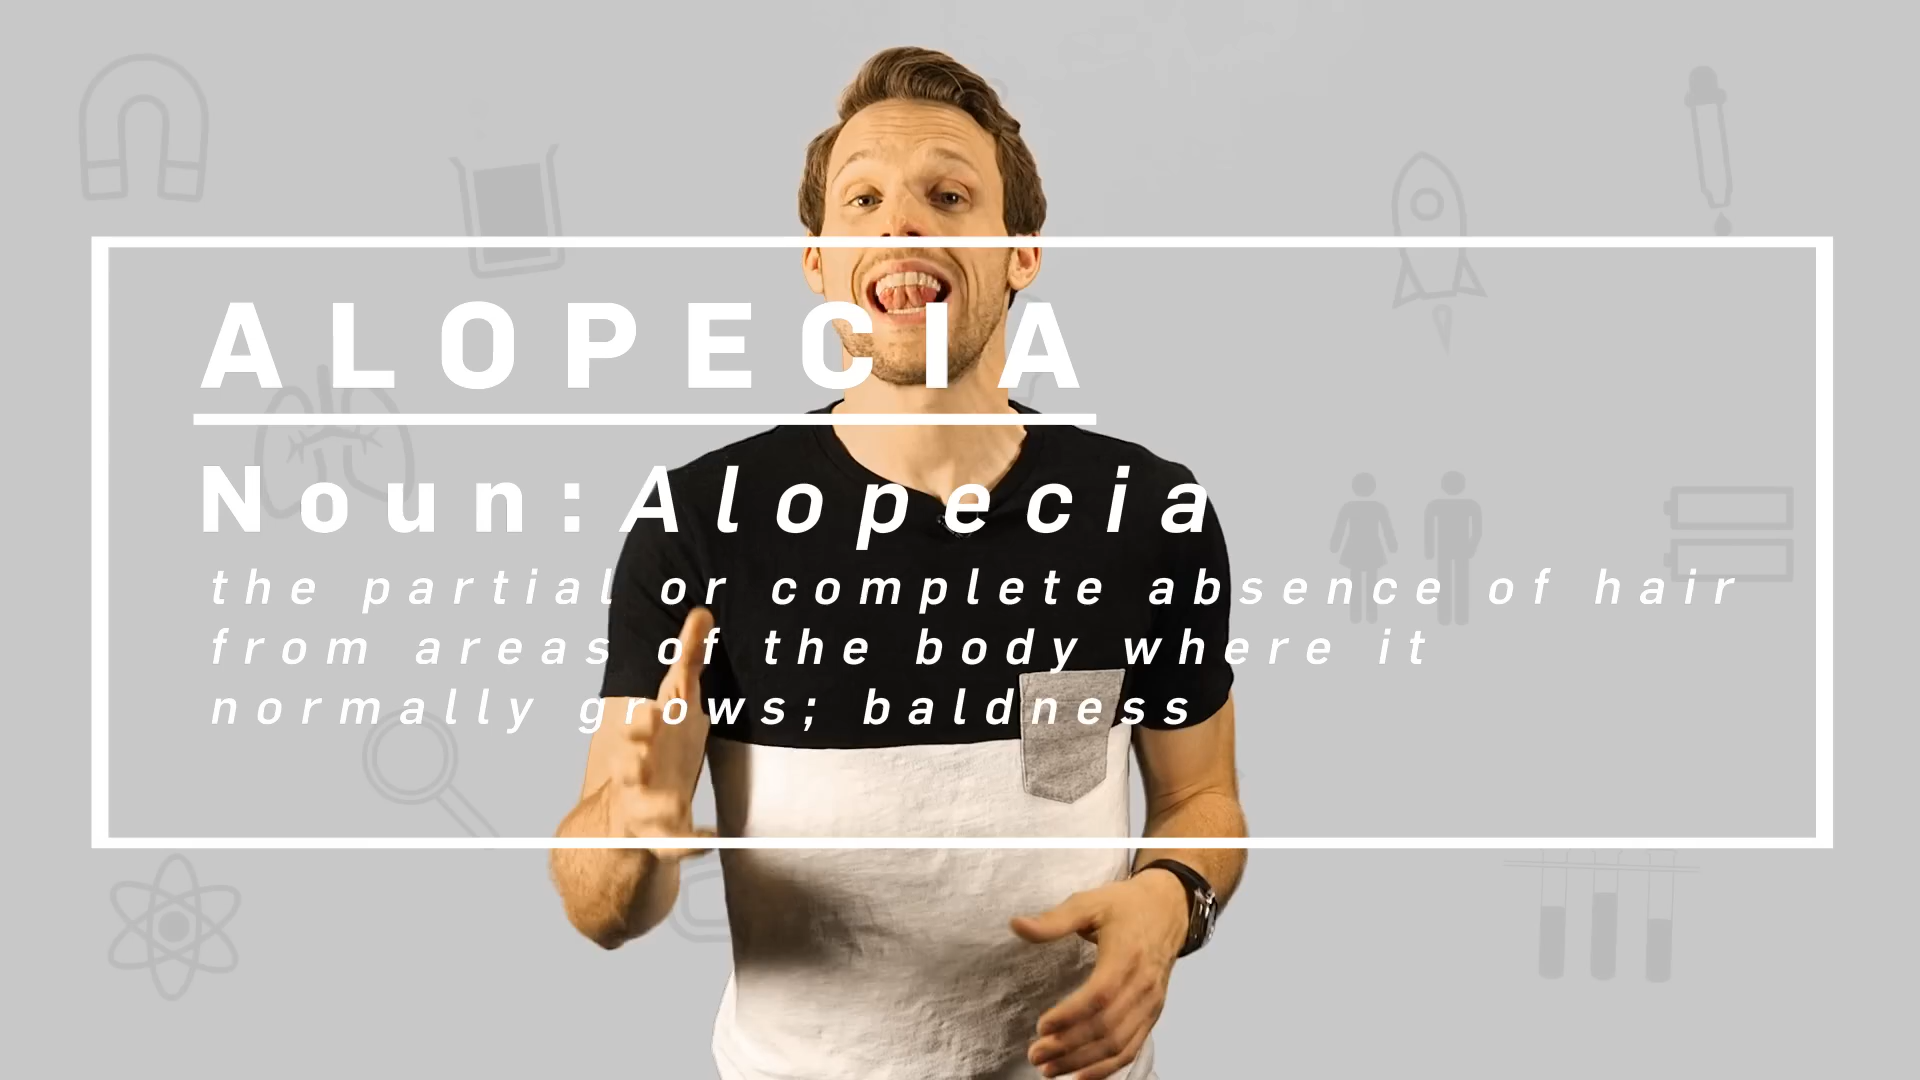 ALOPECIA
Noun: Alopecia
the partial or complete absence of hair
from areas of the body where it
normally grows; baldness